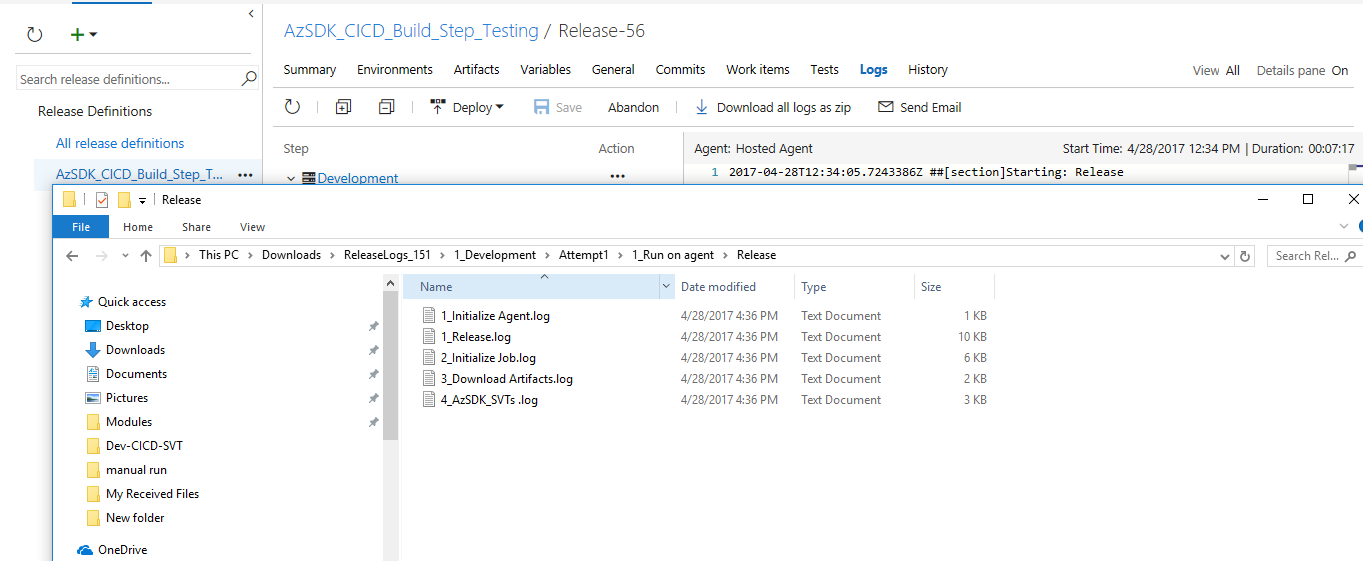 AzSDK_CICD_Build_Step_Testing / Release-56
Search release definitions...
Summary Environments Artifacts Variables General Commits Work items Tests Logs History View All Details pane On
Release Definitions
Deploy Save Abandon Download all logs as zip Send Email
All release definitions
Step Action Agent: Hosted Agent Start Time: 4/28/2017 12:34 PM | Duration: 00:07:17
AzSDK_CICD_Build_Step_T... ••• Development ••• 1 2017-04-28T12:34:05.7243386Z ##[section]Starting: Release
Release
File Home Share View
This PC Downloads ReleaseLogs_151 1_Development Attempt1 1_Run on agent Release Search Rel...
Quick access
Desktop
Downloads
Documents
Pictures
Modules
Dev-CICD-SVT
manual run
My Received Files
New folder
OneDrive
Name Date modified Type Size
1_Initialize Agent.log 4/28/2017 4:36 PM Text Document 1 KB
1_Release.log 4/28/2017 4:36 PM Text Document 10 KB
2_Initialize Job.log 4/28/2017 4:36 PM Text Document 6 KB
3_Download Artifacts.log 4/28/2017 4:36 PM Text Document 2 KB
4_AzSDK_SVTs .log 4/28/2017 4:36 PM Text Document 3 KB